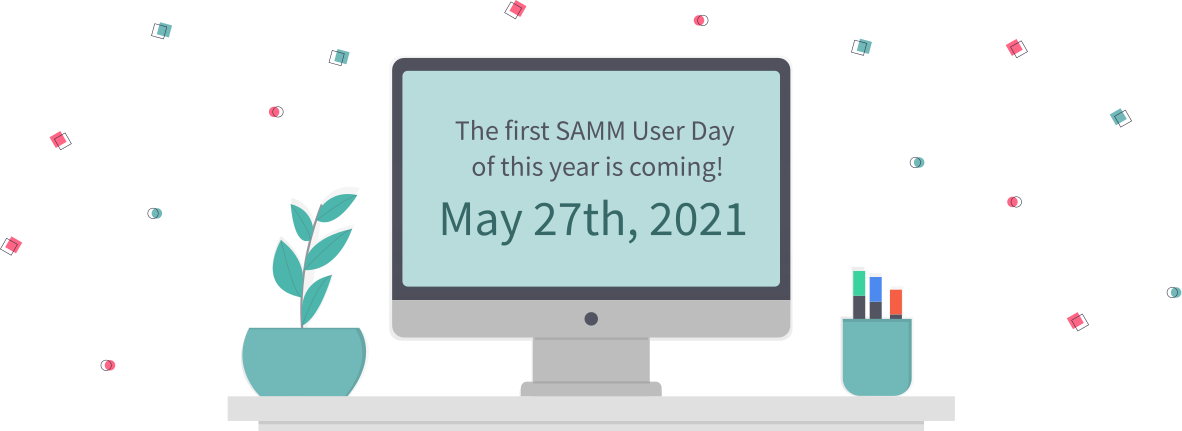 The first SAMM User Day
of this year is coming!
May 27th, 2021